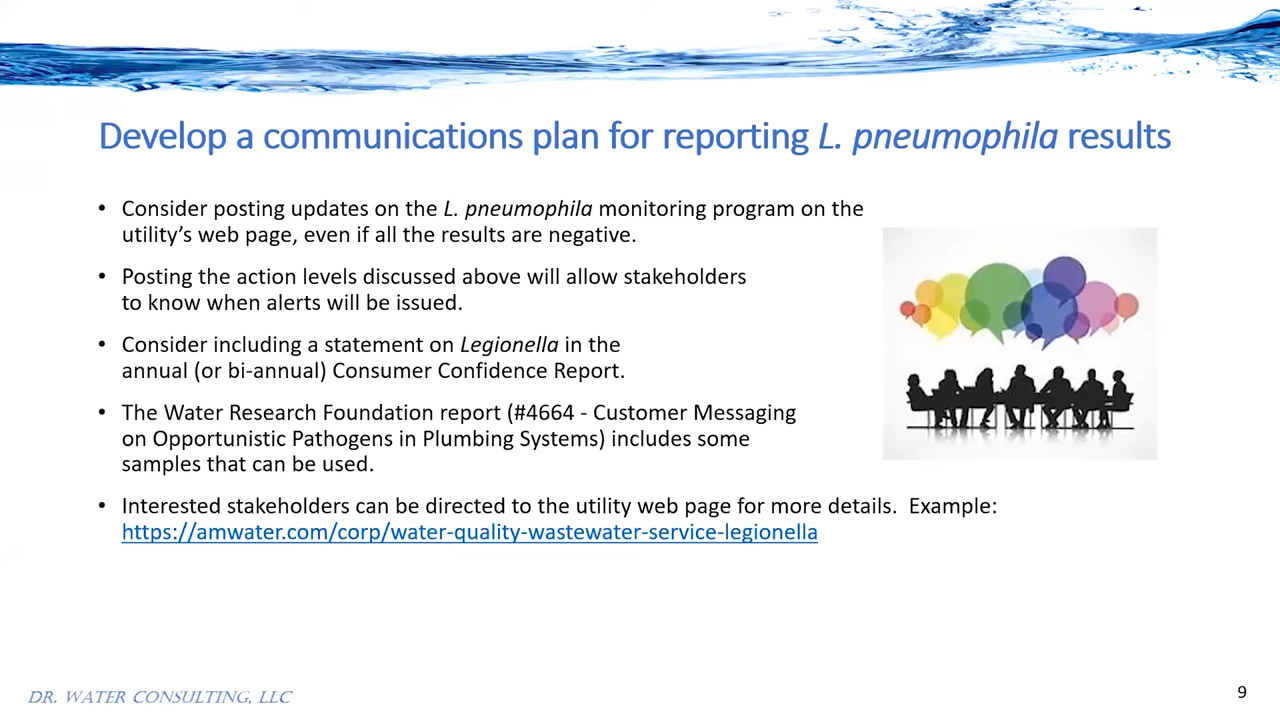 Develop a communications plan for reporting L. pneumophila results
• Consider posting updates on the L. pneumophila monitoring program on the
utility’s web page, even if all the results are negative.
• Posting the action levels discussed above will allow stakeholders
to know when alerts will be issued.
• Consider including a statement on Legionella in the
annual (or bi-annual) Consumer Confidence Report.
• The Water Research Foundation report (#4664 - Customer Messaging
on Opportunistic Pathogens in Plumbing Systems) includes some
samples that can be used.
• Interested stakeholders can be directed to the utility web page for more details.  Example:
https://amwater.com/corp/water-quality-wastewater-service-legionella
DR. WATER CONSULTING, LLC
9